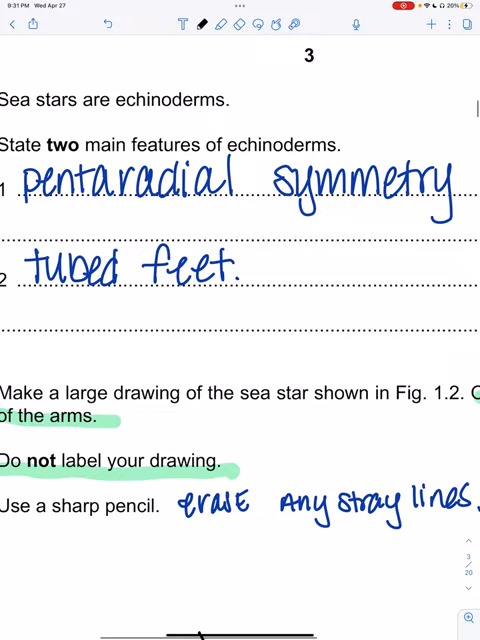 9:31 PM Wed Apr 27
20%
3
Sea stars are echinoderms.
State two main features of echinoderms.
1 pentaradial symmetry
2 tubed feet.
Make a large drawing of the sea star shown in Fig. 1.2.
of the arms.
Do not label your drawing.
Use a sharp pencil. erase Any stray lines.
3
/
20